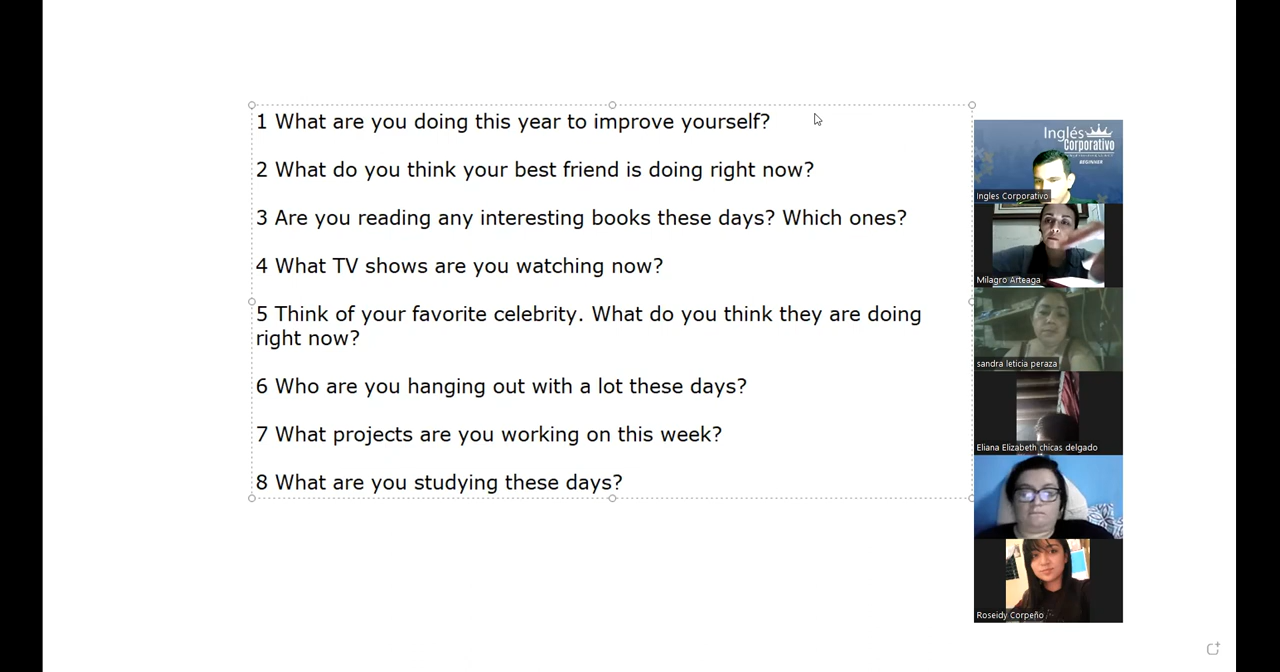 1 What are you doing this year to improve yourself?
2 What do you think your best friend is doing right now?
3 Are you reading any interesting books these days? Which ones?
4 What TV shows are you watching now?
5 Think of your favorite celebrity. What do you think they are doing
right now?
6 Who are you hanging out with a lot these days?
7 What projects are you working on this week?
8 What are you studying these days?
Inglés
Corporativo
BEGINNER
Ingles Corporativo
Milagro Arteaga
sandra leticia peraza
Eliana Elizabeth chicas delgado
Roseidy Corpeño